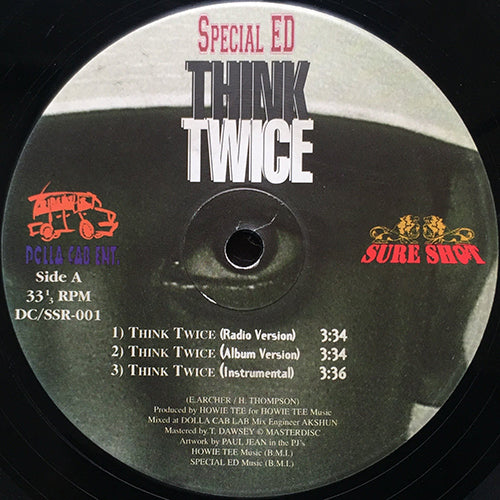 SPECIAL ED
THINK
TWICE
DOLLA CAB ENT.
SURE SHOT
Side A
33 1/3 RPM
DC/SSR-001
1) THINK TWICE (Radio Version) 3:34
2) THINK TWICE (Album Version) 3:34
3) THINK TWICE (Instrumental) 3:36
(E.ARCHER / H. THOMPSON)
Produced by HOWIE TEE for HOWIE TEE Music
Mixed at DOLLA CAB LAB Mix Engineer AKSHUN
Mastered by.T. DAWSEY © MASTERDISC
Artwork by PAUL JEAN in the PJ's
HOWIE TEE Music (B.M.I.)
SPECIAL ED Music (B.M.I.)